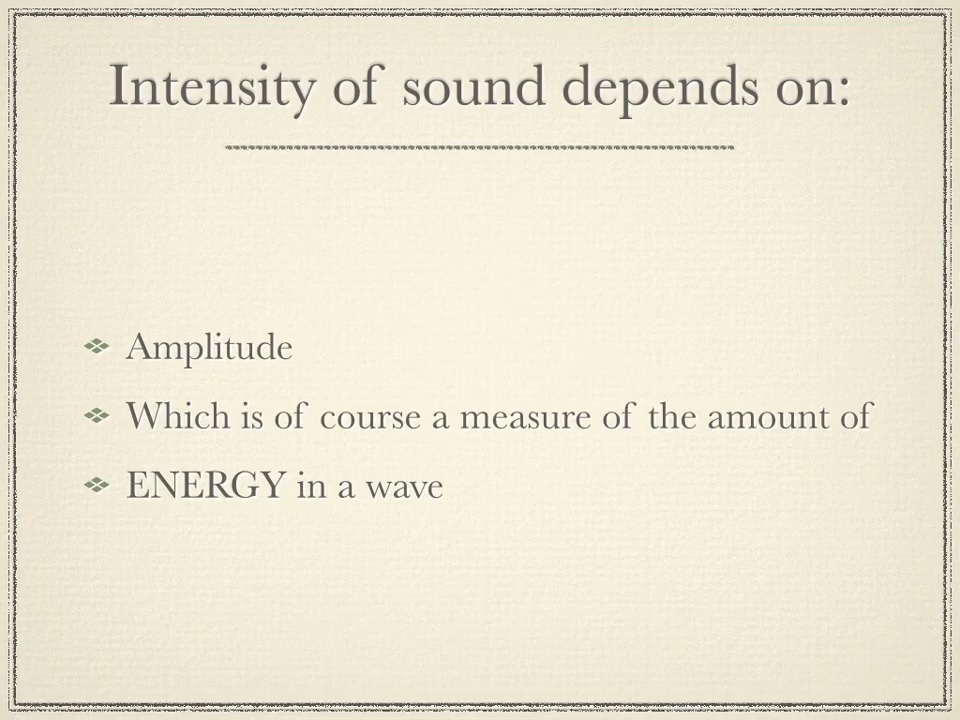 Intensity of sound depends on:
Amplitude
Which is of course a measure of the amount of
ENERGY in a wave